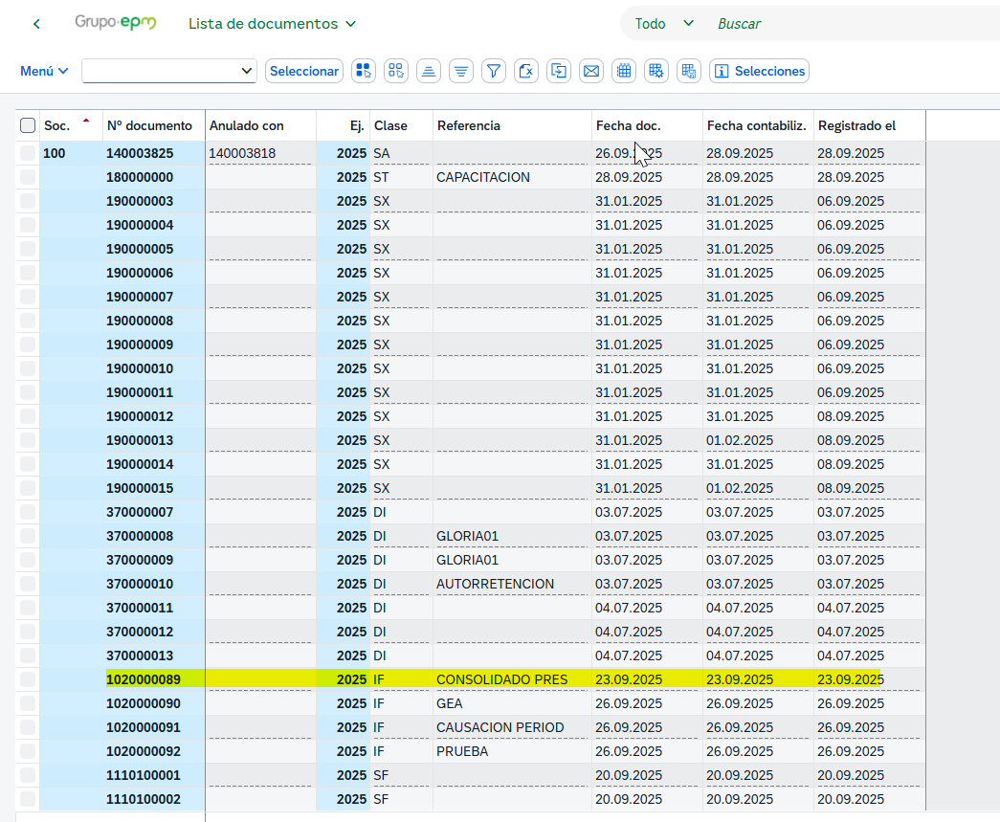 Grupo·epm Lista de documentos Todo Buscar
Menú Seleccionar Selecciones
Soc. Nº documento Anulado con Ej. Clase Referencia Fecha doc. Fecha contabiliz. Registrado el
100 140003825 140003818 2025 SA 26.09.2025 28.09.2025 28.09.2025
180000000 2025 ST CAPACITACION 28.09.2025 28.09.2025 28.09.2025
190000003 2025 SX 31.01.2025 31.01.2025 06.09.2025
190000004 2025 SX 31.01.2025 31.01.2025 06.09.2025
190000005 2025 SX 31.01.2025 31.01.2025 06.09.2025
190000006 2025 SX 31.01.2025 31.01.2025 06.09.2025
190000007 2025 SX 31.01.2025 31.01.2025 06.09.2025
190000008 2025 SX 31.01.2025 31.01.2025 06.09.2025
190000009 2025 SX 31.01.2025 31.01.2025 06.09.2025
190000010 2025 SX 31.01.2025 31.01.2025 06.09.2025
190000011 2025 SX 31.01.2025 31.01.2025 06.09.2025
190000012 2025 SX 31.01.2025 31.01.2025 08.09.2025
190000013 2025 SX 31.01.2025 01.02.2025 08.09.2025
190000014 2025 SX 31.01.2025 31.01.2025 08.09.2025
190000015 2025 SX 31.01.2025 01.02.2025 08.09.2025
370000007 2025 DI 03.07.2025 03.07.2025 03.07.2025
370000008 2025 DI GLORIA01 03.07.2025 03.07.2025 03.07.2025
370000009 2025 DI GLORIA01 03.07.2025 03.07.2025 03.07.2025
370000010 2025 DI AUTORRETENCION 03.07.2025 03.07.2025 03.07.2025
370000011 2025 DI 04.07.2025 04.07.2025 04.07.2025
370000012 2025 DI 04.07.2025 04.07.2025 04.07.2025
370000013 2025 DI 04.07.2025 04.07.2025 04.07.2025
1020000089 2025 IF CONSOLIDADO PRES 23.09.2025 23.09.2025 23.09.2025
1020000090 2025 IF GEA 26.09.2025 26.09.2025 26.09.2025
1020000091 2025 IF CAUSACION PERIOD 26.09.2025 26.09.2025 26.09.2025
1020000092 2025 IF PRUEBA 26.09.2025 26.09.2025 26.09.2025
1110100001 2025 SF 20.09.2025 20.09.2025 20.09.2025
1110100002 2025 SF 20.09.2025 20.09.2025 20.09.2025